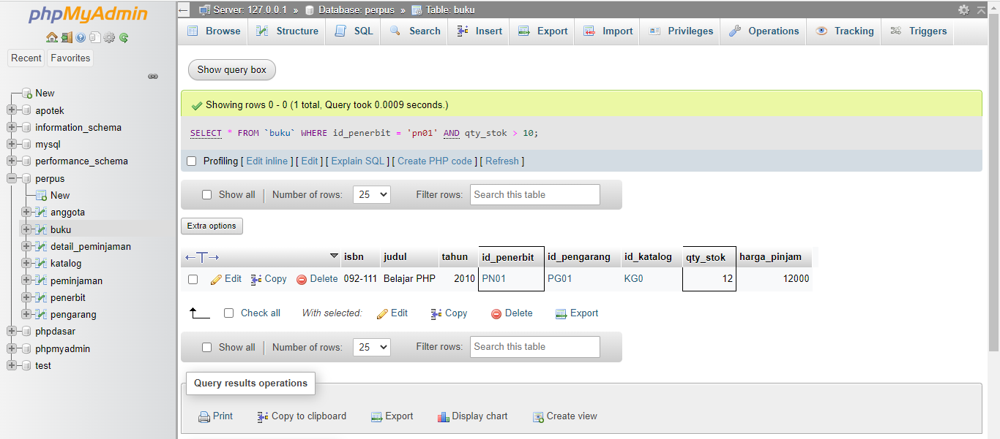 phpMyAdmin
Recent Favorites
New
apotek
information_schema
mysql
performance_schema
perpus
New
anggota
buku
detail_peminjaman
katalog
peminjaman
penerbit
pengarang
phpdasar
phpmyadmin
test
Server: 127.0.0.1 » Database: perpus » Table: buku
Browse Structure SQL Search Insert Export Import Privileges Operations Tracking Triggers
Show query box
Showing rows 0 - 0 (1 total, Query took 0.0009 seconds.)
SELECT * FROM `buku` WHERE id_penerbit = 'pn01' AND qty_stok > 10;
Profiling [ Edit inline ] [ Edit ] [ Explain SQL ] [ Create PHP code ] [ Refresh ]
Show all Number of rows: 25 Filter rows: Search this table
Extra options
isbn judul tahun id_penerbit id_pengarang id_katalog qty_stok harga_pinjam
Edit Copy Delete 092-111 Belajar PHP 2010 PN01 PG01 KG0 12 12000
Check all With selected: Edit Copy Delete Export
Show all Number of rows: 25 Filter rows: Search this table
Query results operations
Print Copy to clipboard Export Display chart Create view